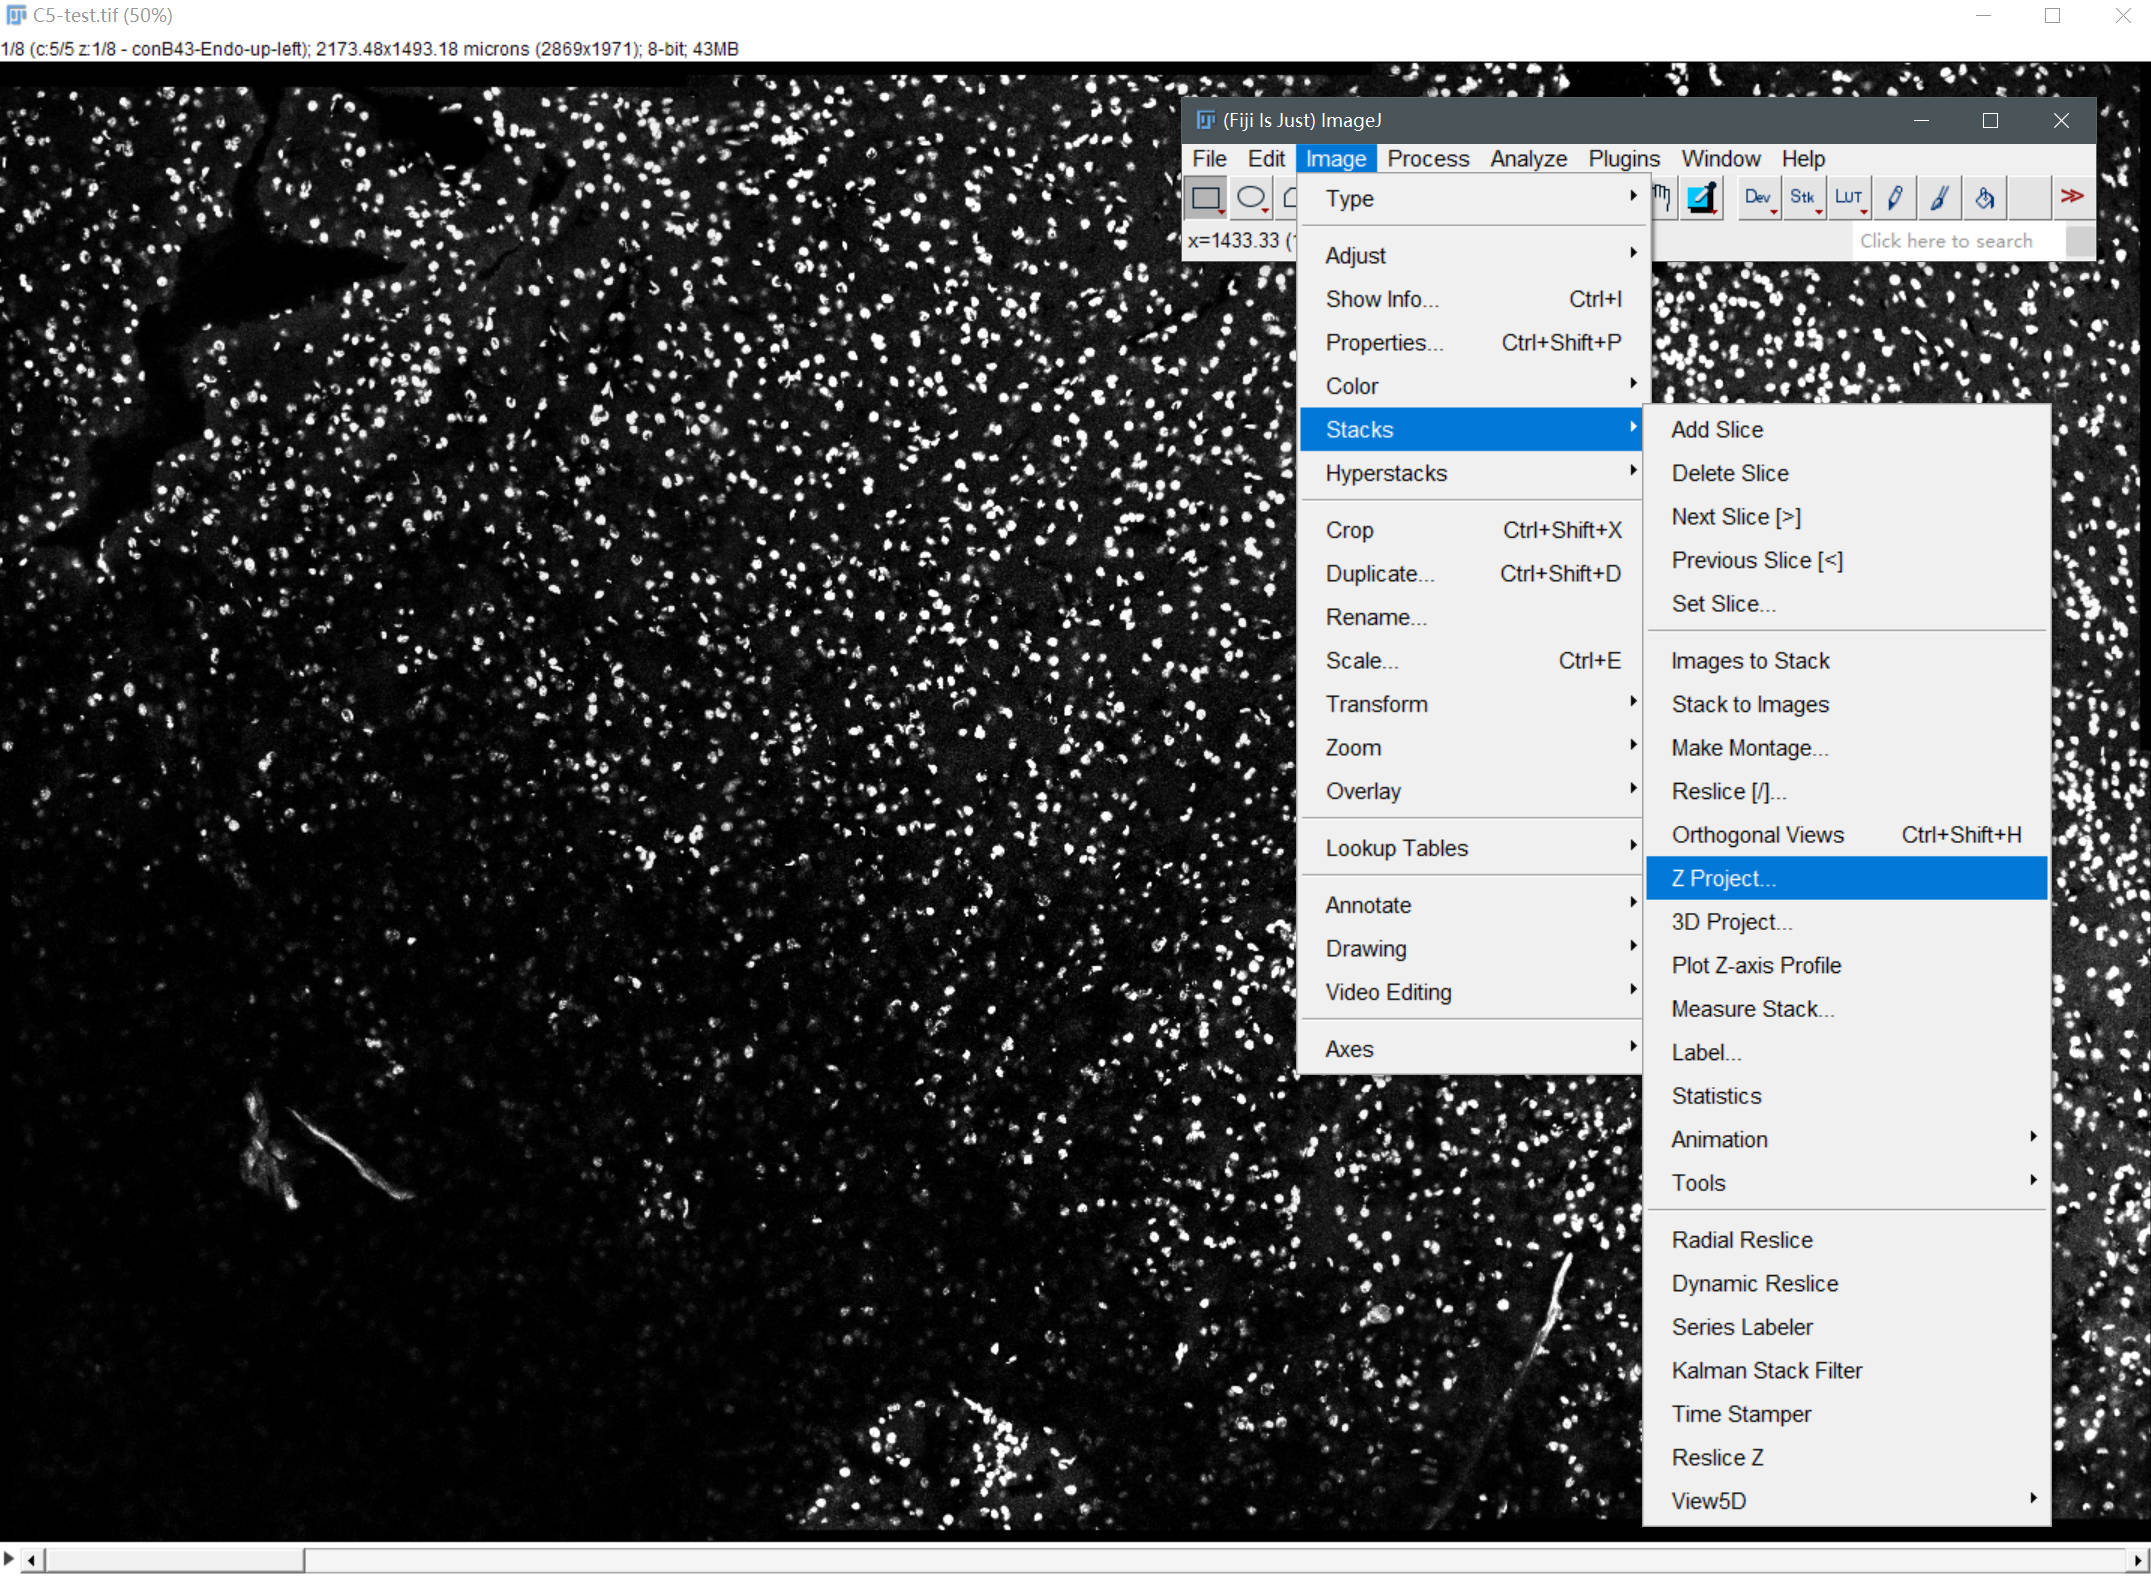 C5-test.tif (50%)
1/8 (c:5/5 z:1/8 - conB43-Endo-up-left); 2173.48x1493.18 microns (2869x1971); 8-bit; 43MB
(Fiji Is Just) ImageJ
File Edit Image Process Analyze Plugins Window Help
Dev Stk LUT
x=1433.33 (
Click here to search
Type
Adjust
Show Info... Ctrl+I
Properties... Ctrl+Shift+P
Color
Stacks
Hyperstacks
Crop Ctrl+Shift+X
Duplicate... Ctrl+Shift+D
Rename...
Scale... Ctrl+E
Transform
Zoom
Overlay
Lookup Tables
Annotate
Drawing
Video Editing
Axes
Add Slice
Delete Slice
Next Slice [>]
Previous Slice [<]
Set Slice...
Images to Stack
Stack to Images
Make Montage...
Reslice [/]...
Orthogonal Views Ctrl+Shift+H
Z Project...
3D Project...
Plot Z-axis Profile
Measure Stack...
Label...
Statistics
Animation
Tools
Radial Reslice
Dynamic Reslice
Series Labeler
Kalman Stack Filter
Time Stamper
Reslice Z
View5D